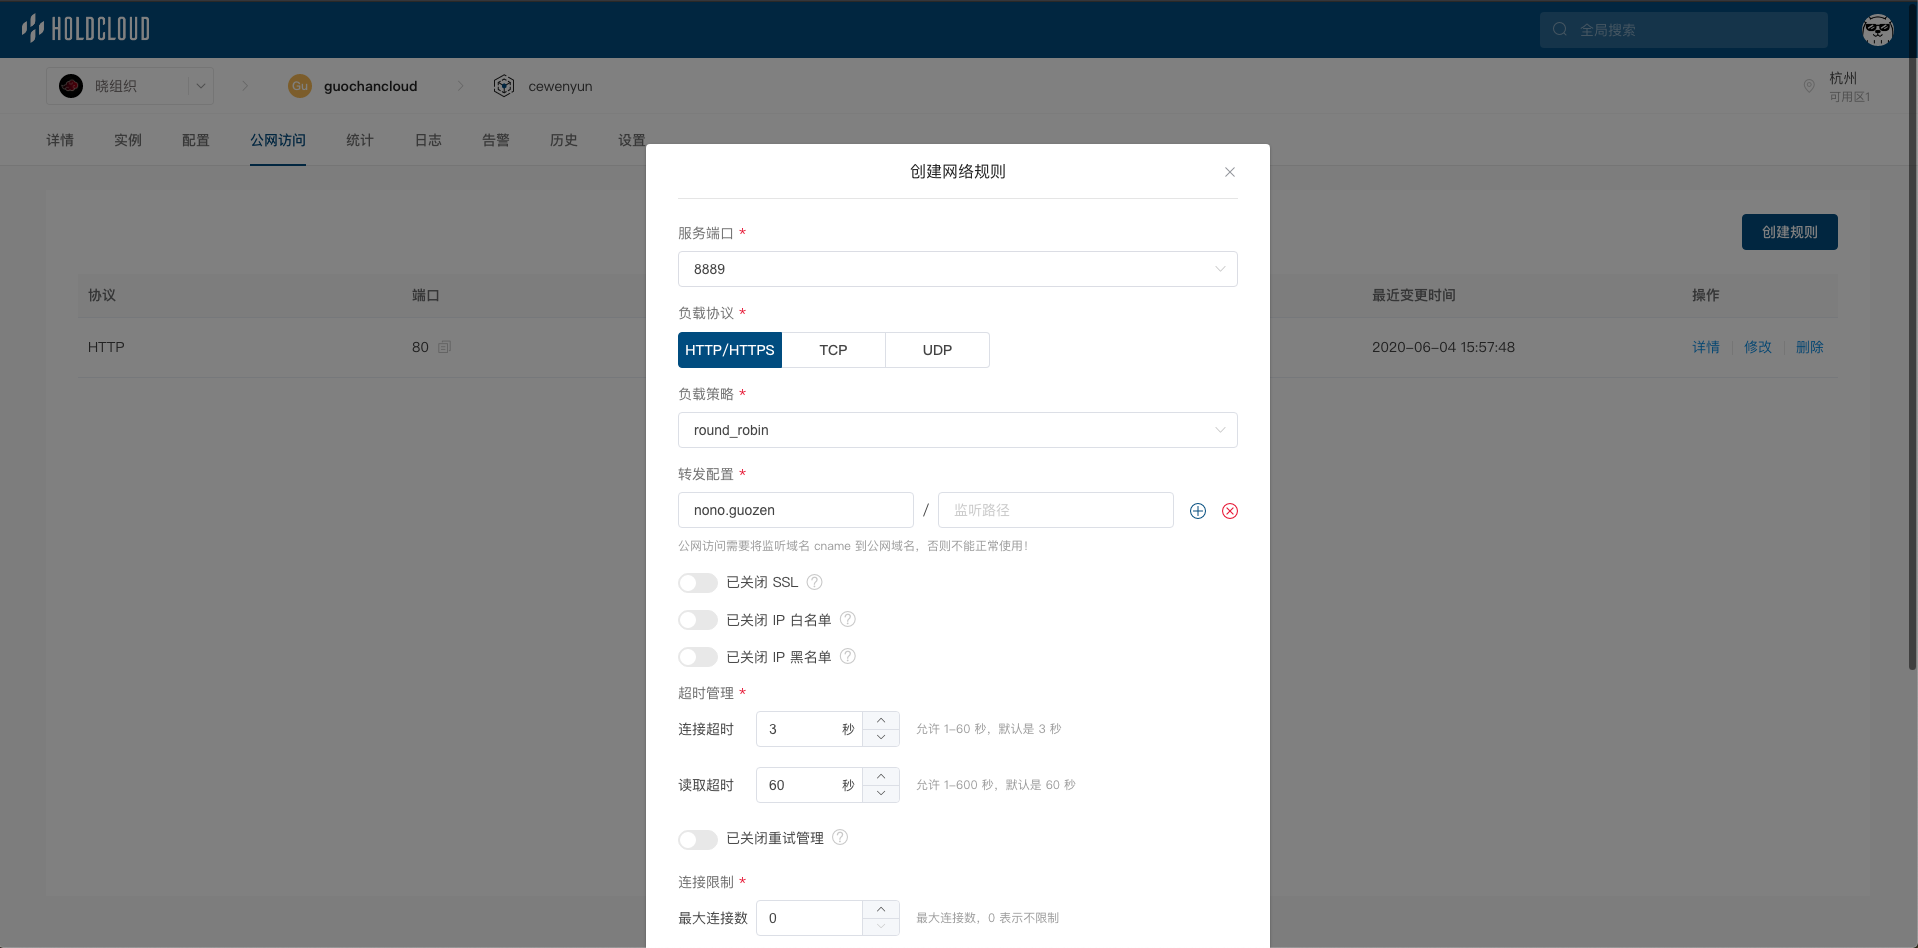 HOLDCLOUD
全局搜索
晓组织
Gu
guochancloud
cewenyun
杭州
可用区1
详情
实例
配置
公网访问
统计
日志
告警
历史
设置
创建规则
协议
端口
最近变更时间
操作
HTTP
80
2020-06-04 15:57:48
详情
修改
删除
创建网络规则
服务端口 *
8889
负载协议 *
HTTP/HTTPS
TCP
UDP
负载策略 *
round_robin
转发配置 *
nono.guozen / 监听路径
公网访问需要将监听域名 cname 到公网域名，否则不能正常使用！
已关闭 SSL
已关闭 IP 白名单
已关闭 IP 黑名单
超时管理 *
连接超时 3 秒 允许 1-60 秒，默认是 3 秒
读取超时 60 秒 允许 1-600 秒，默认是 60 秒
已关闭重试管理
连接限制 *
最大连接数 0 最大连接数，0 表示不限制